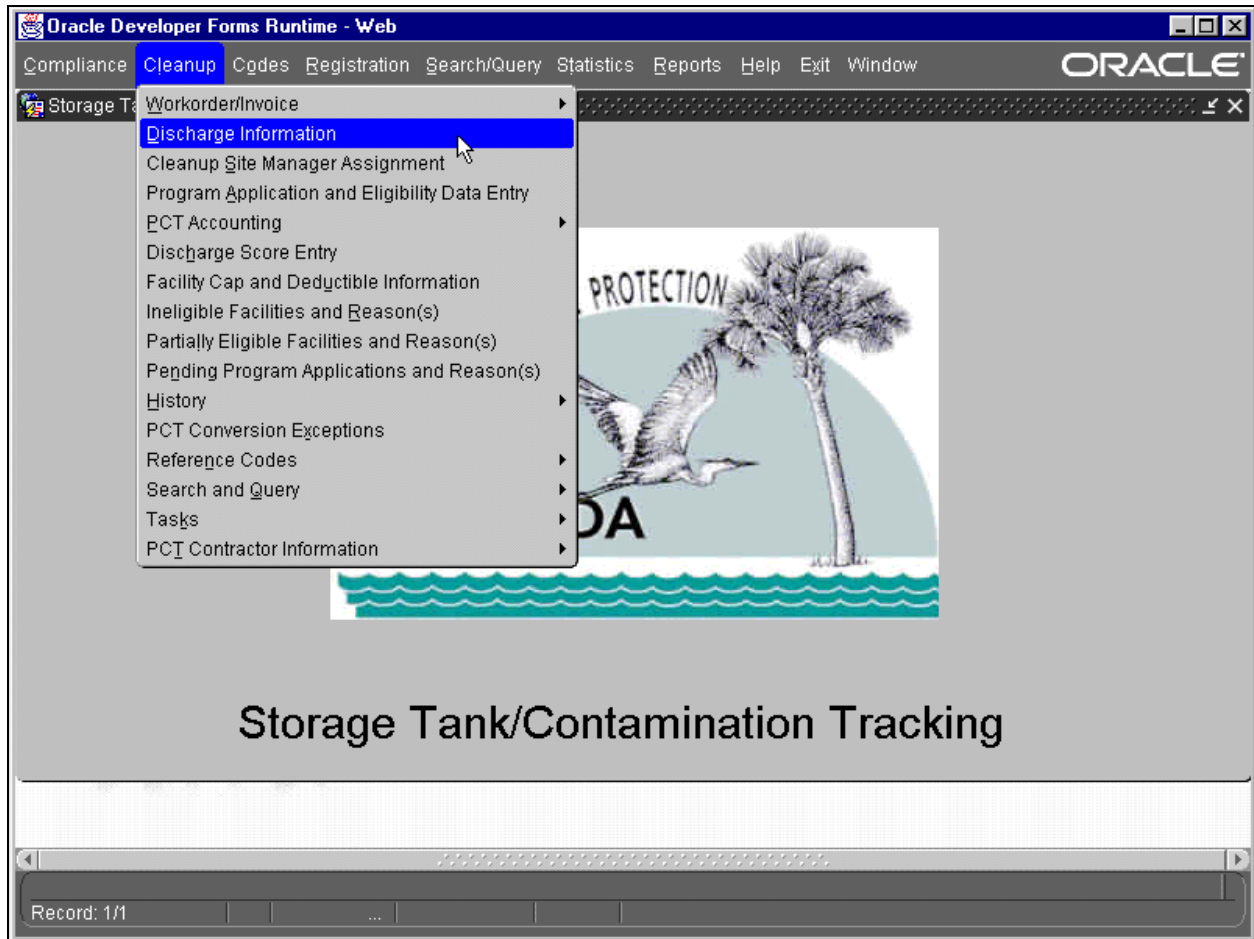 Oracle Developer Forms Runtime - Web
Compliance Cleanup Codes Registration Search/Query Statistics Reports Help Exit Window ORACLE
Storage Ta
Workorder/Invoice
Discharge Information
Cleanup Site Manager Assignment
Program Application and Eligibility Data Entry
PCT Accounting
Discharge Score Entry
Facility Cap and Deductible Information
Ineligible Facilities and Reason(s)
Partially Eligible Facilities and Reason(s)
Pending Program Applications and Reason(s)
History
PCT Conversion Exceptions
Reference Codes
Search and Query
Tasks
PCT Contractor Information
PROTECTION
DA
Storage Tank/Contamination Tracking
Record: 1/1
...